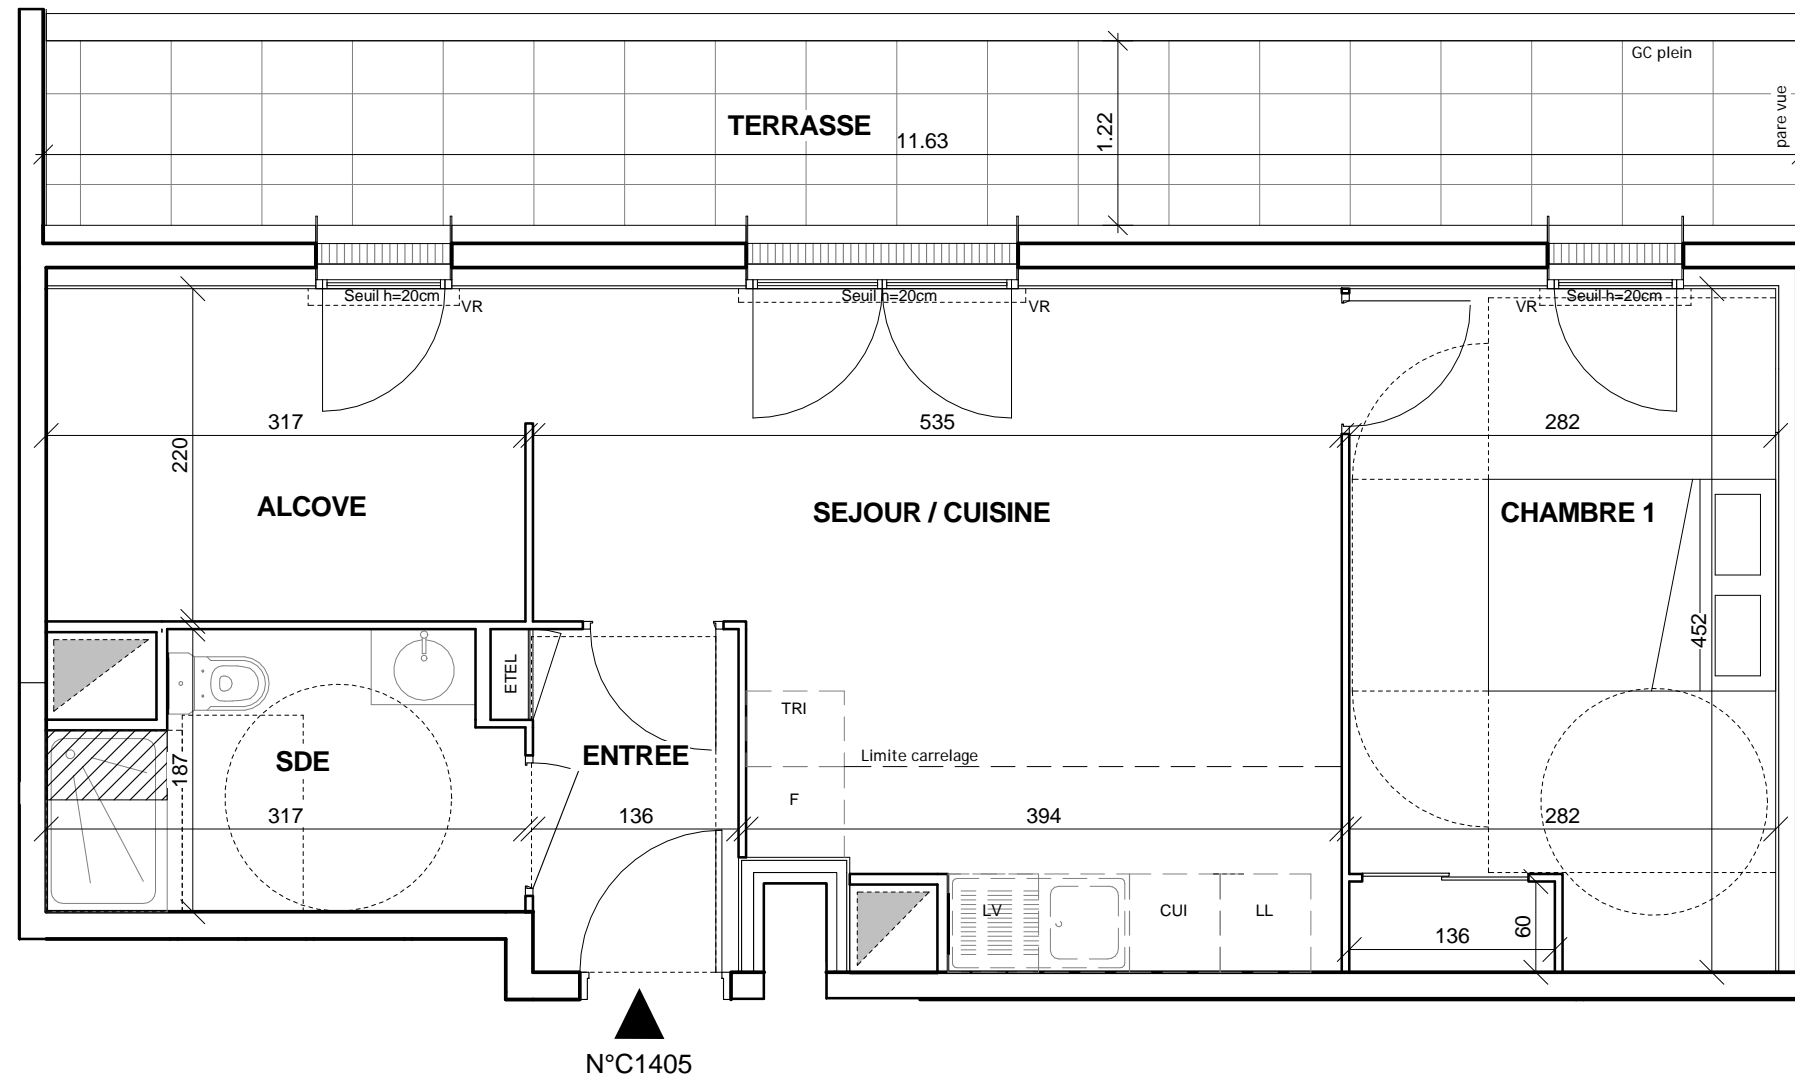 GC plein
pare vue
TERRASSE
11.63
1.22
Seuil h=20cm
VR
Seuil h=20cm
VR
VR
Seuil h=20cm
317
535
282
220
ALCOVE
SEJOUR / CUISINE
CHAMBRE 1
452
ETEL
TRI
SDE
ENTREE
Limite carrelage
187
F
317
136
394
282
LV
CUI
LL
136
60
N°C1405